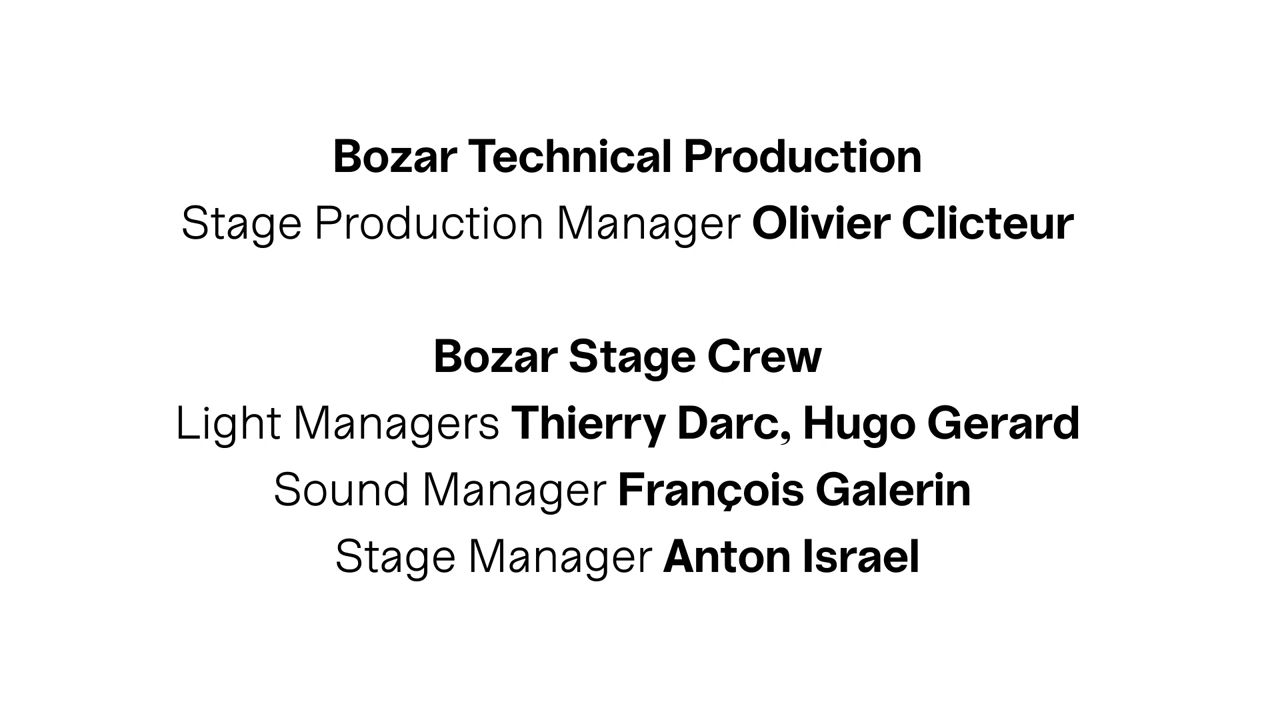 Bozar Technical Production
Stage Production Manager Olivier Clicteur
Bozar Stage Crew
Light Managers Thierry Darc, Hugo Gerard
Sound Manager François Galerin
Stage Manager Anton Israel